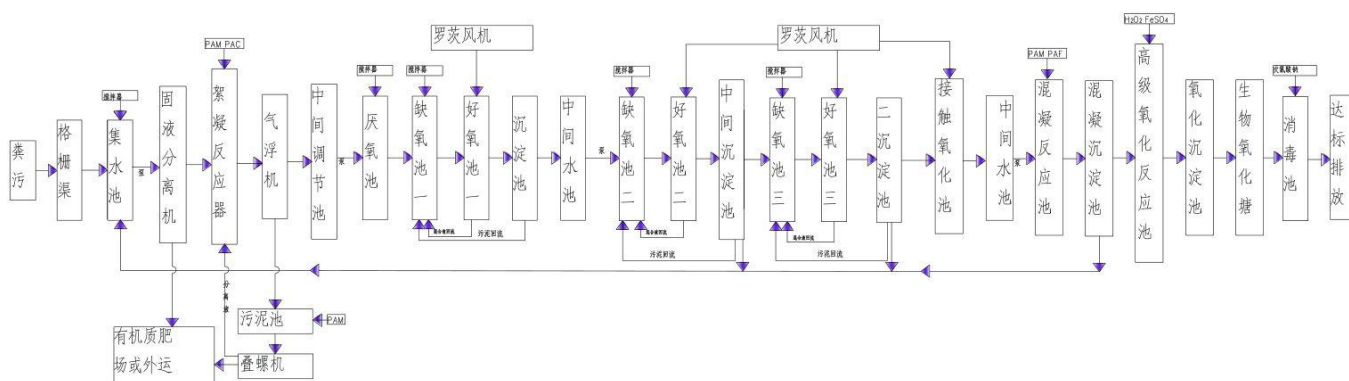 H₂O₂ FeSO₄
罗茨风机
罗茨风机
PAM PAC
PAM PAF
搅拌器
搅拌器
搅拌器
搅拌器
搅拌器
搅拌器
次氯酸钠
粪污
格栅渠
集水池
泵
固液分离机
絮凝反应器
气浮机
中间调节池
泵
厌氧池
缺氧池一
好氧池一
沉淀池
中间水池
泵
缺氧池二
好氧池二
中间沉淀池
缺氧池三
好氧池三
二沉淀池
接触氧化池
中间水池
泵
混凝反应池
混凝沉淀池
高级氧化反应池
氧化沉淀池
生物氧化塘
消毒池
达标排放
混合液回流
污泥回流
混合液回流
污泥回流
混合液回流
污泥回流
分离液
污泥池
PAM
叠螺机
有机质肥
场或外运